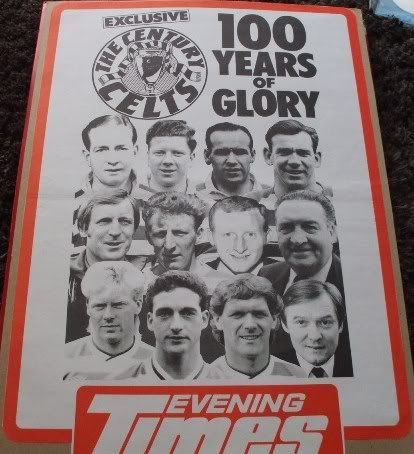 EXCLUSIVE
THE CENTURY
CELTS
100
YEARS
OF
GLORY
EVENING
Times